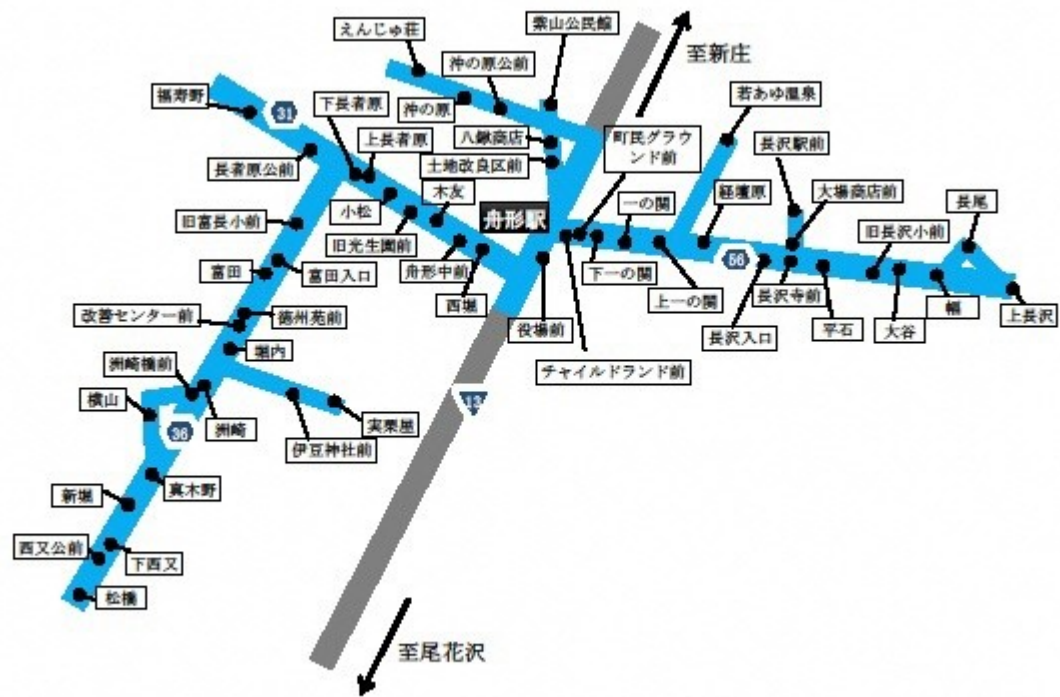 紫山公民館
えんじゅ荘
沖の原公前
至新庄
福寿野
下長者原
沖の原
若あゆ温泉
31
上長者原
八鍬商店
町民グラウ
ンド前
長沢駅前
長者原公前
土地改良区前
木友
小松
一の関
経壇原
大場商店前
旧富長小前
舟形駅
旧長沢小前
長尾
旧光生園前
富田
富田入口
舟形中前
下一の関
56
西堀
上一の関
長沢寺前
幅
上長沢
改善センター前
徳州苑前
役場前
長沢入口
平石
大谷
堀内
洲崎橋前
チャイルドランド前
横山
13
36
洲崎
実栗屋
伊豆神社前
新堀
真木野
西又公前
下西又
松橋
至尾花沢